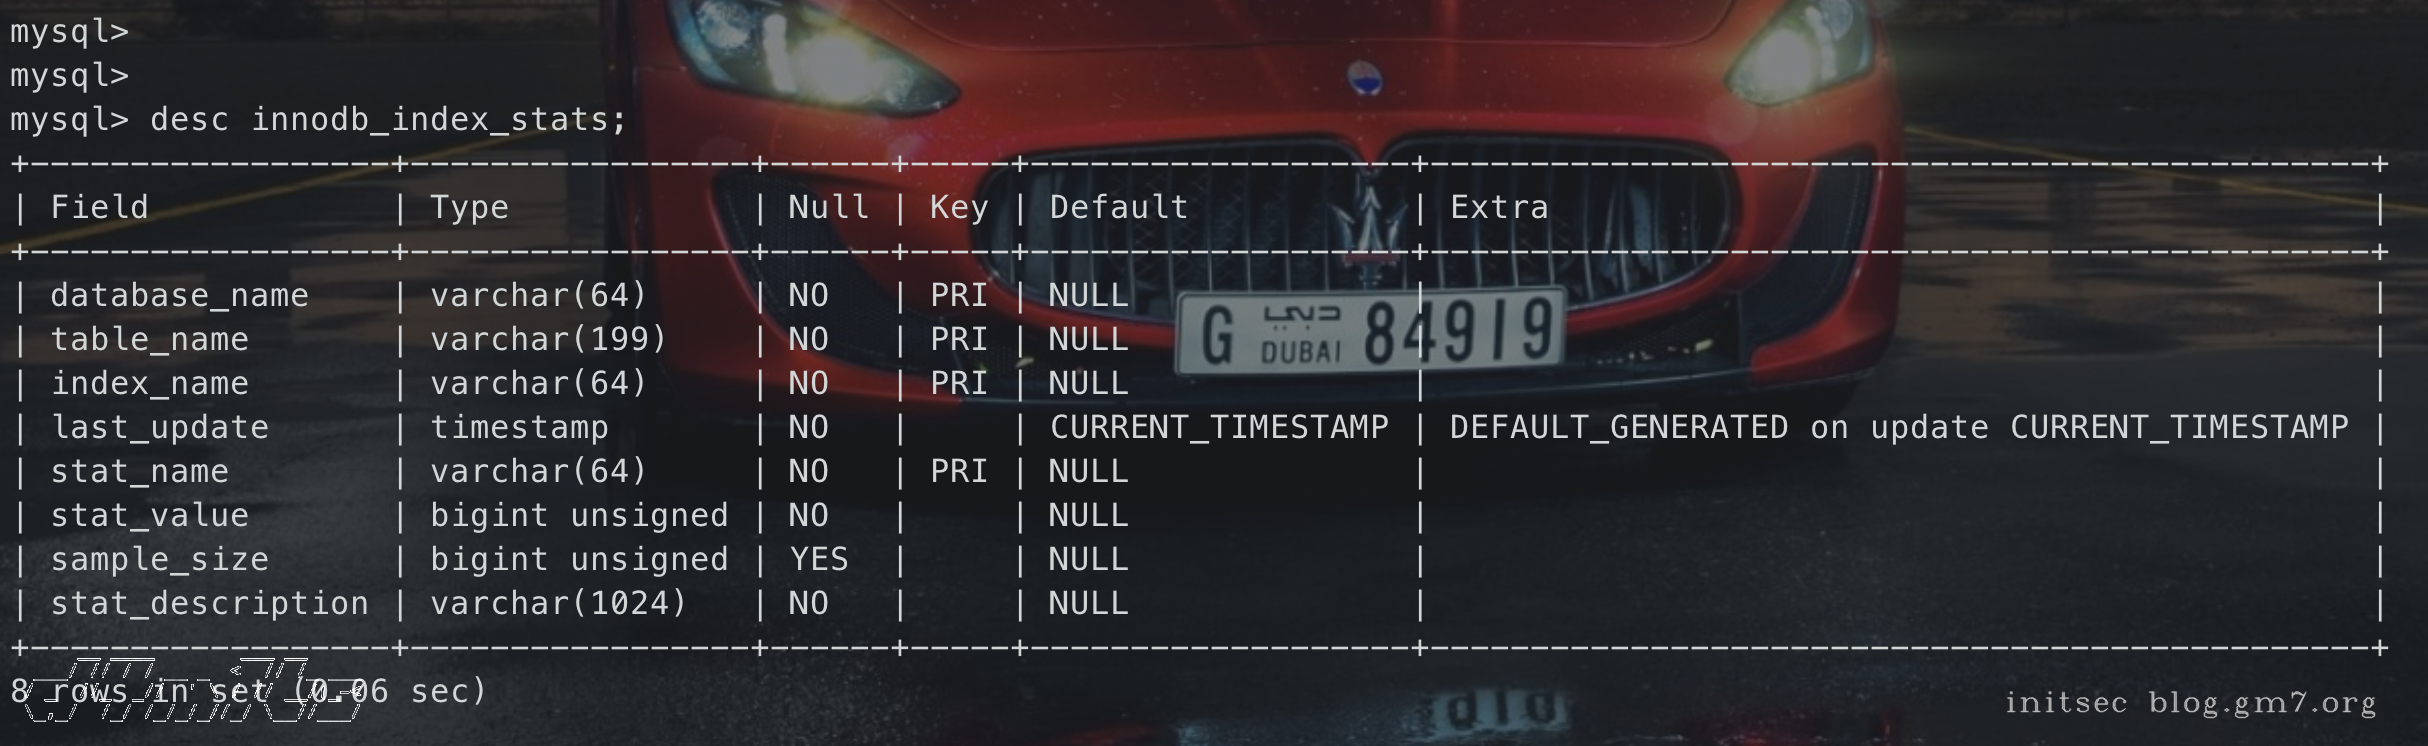 mysql>
mysql>
mysql> desc innodb_index_stats;
+------------------+-----------------+------+-----+-------------------+-----------------------------------------------+
| Field            | Type            | Null | Key | Default           | Extra                                         |
+------------------+-----------------+------+-----+-------------------+-----------------------------------------------+
| database_name    | varchar(64)     | NO   | PRI | NULL              |                                               |
| table_name       | varchar(199)    | NO   | PRI | NULL              |                                               |
| index_name       | varchar(64)     | NO   | PRI | NULL              |                                               |
| last_update      | timestamp       | NO   |     | CURRENT_TIMESTAMP | DEFAULT_GENERATED on update CURRENT_TIMESTAMP |
| stat_name        | varchar(64)     | NO   | PRI | NULL              |                                               |
| stat_value       | bigint unsigned | NO   |     | NULL              |                                               |
| sample_size      | bigint unsigned | YES  |     | NULL              |                                               |
| stat_description | varchar(1024)   | NO   |     | NULL              |                                               |
+------------------+-----------------+------+-----+-------------------+-----------------------------------------------+
8 rows in set (0.06 sec)
G دبي DUBAI 84919
initsec blog.gm7.org